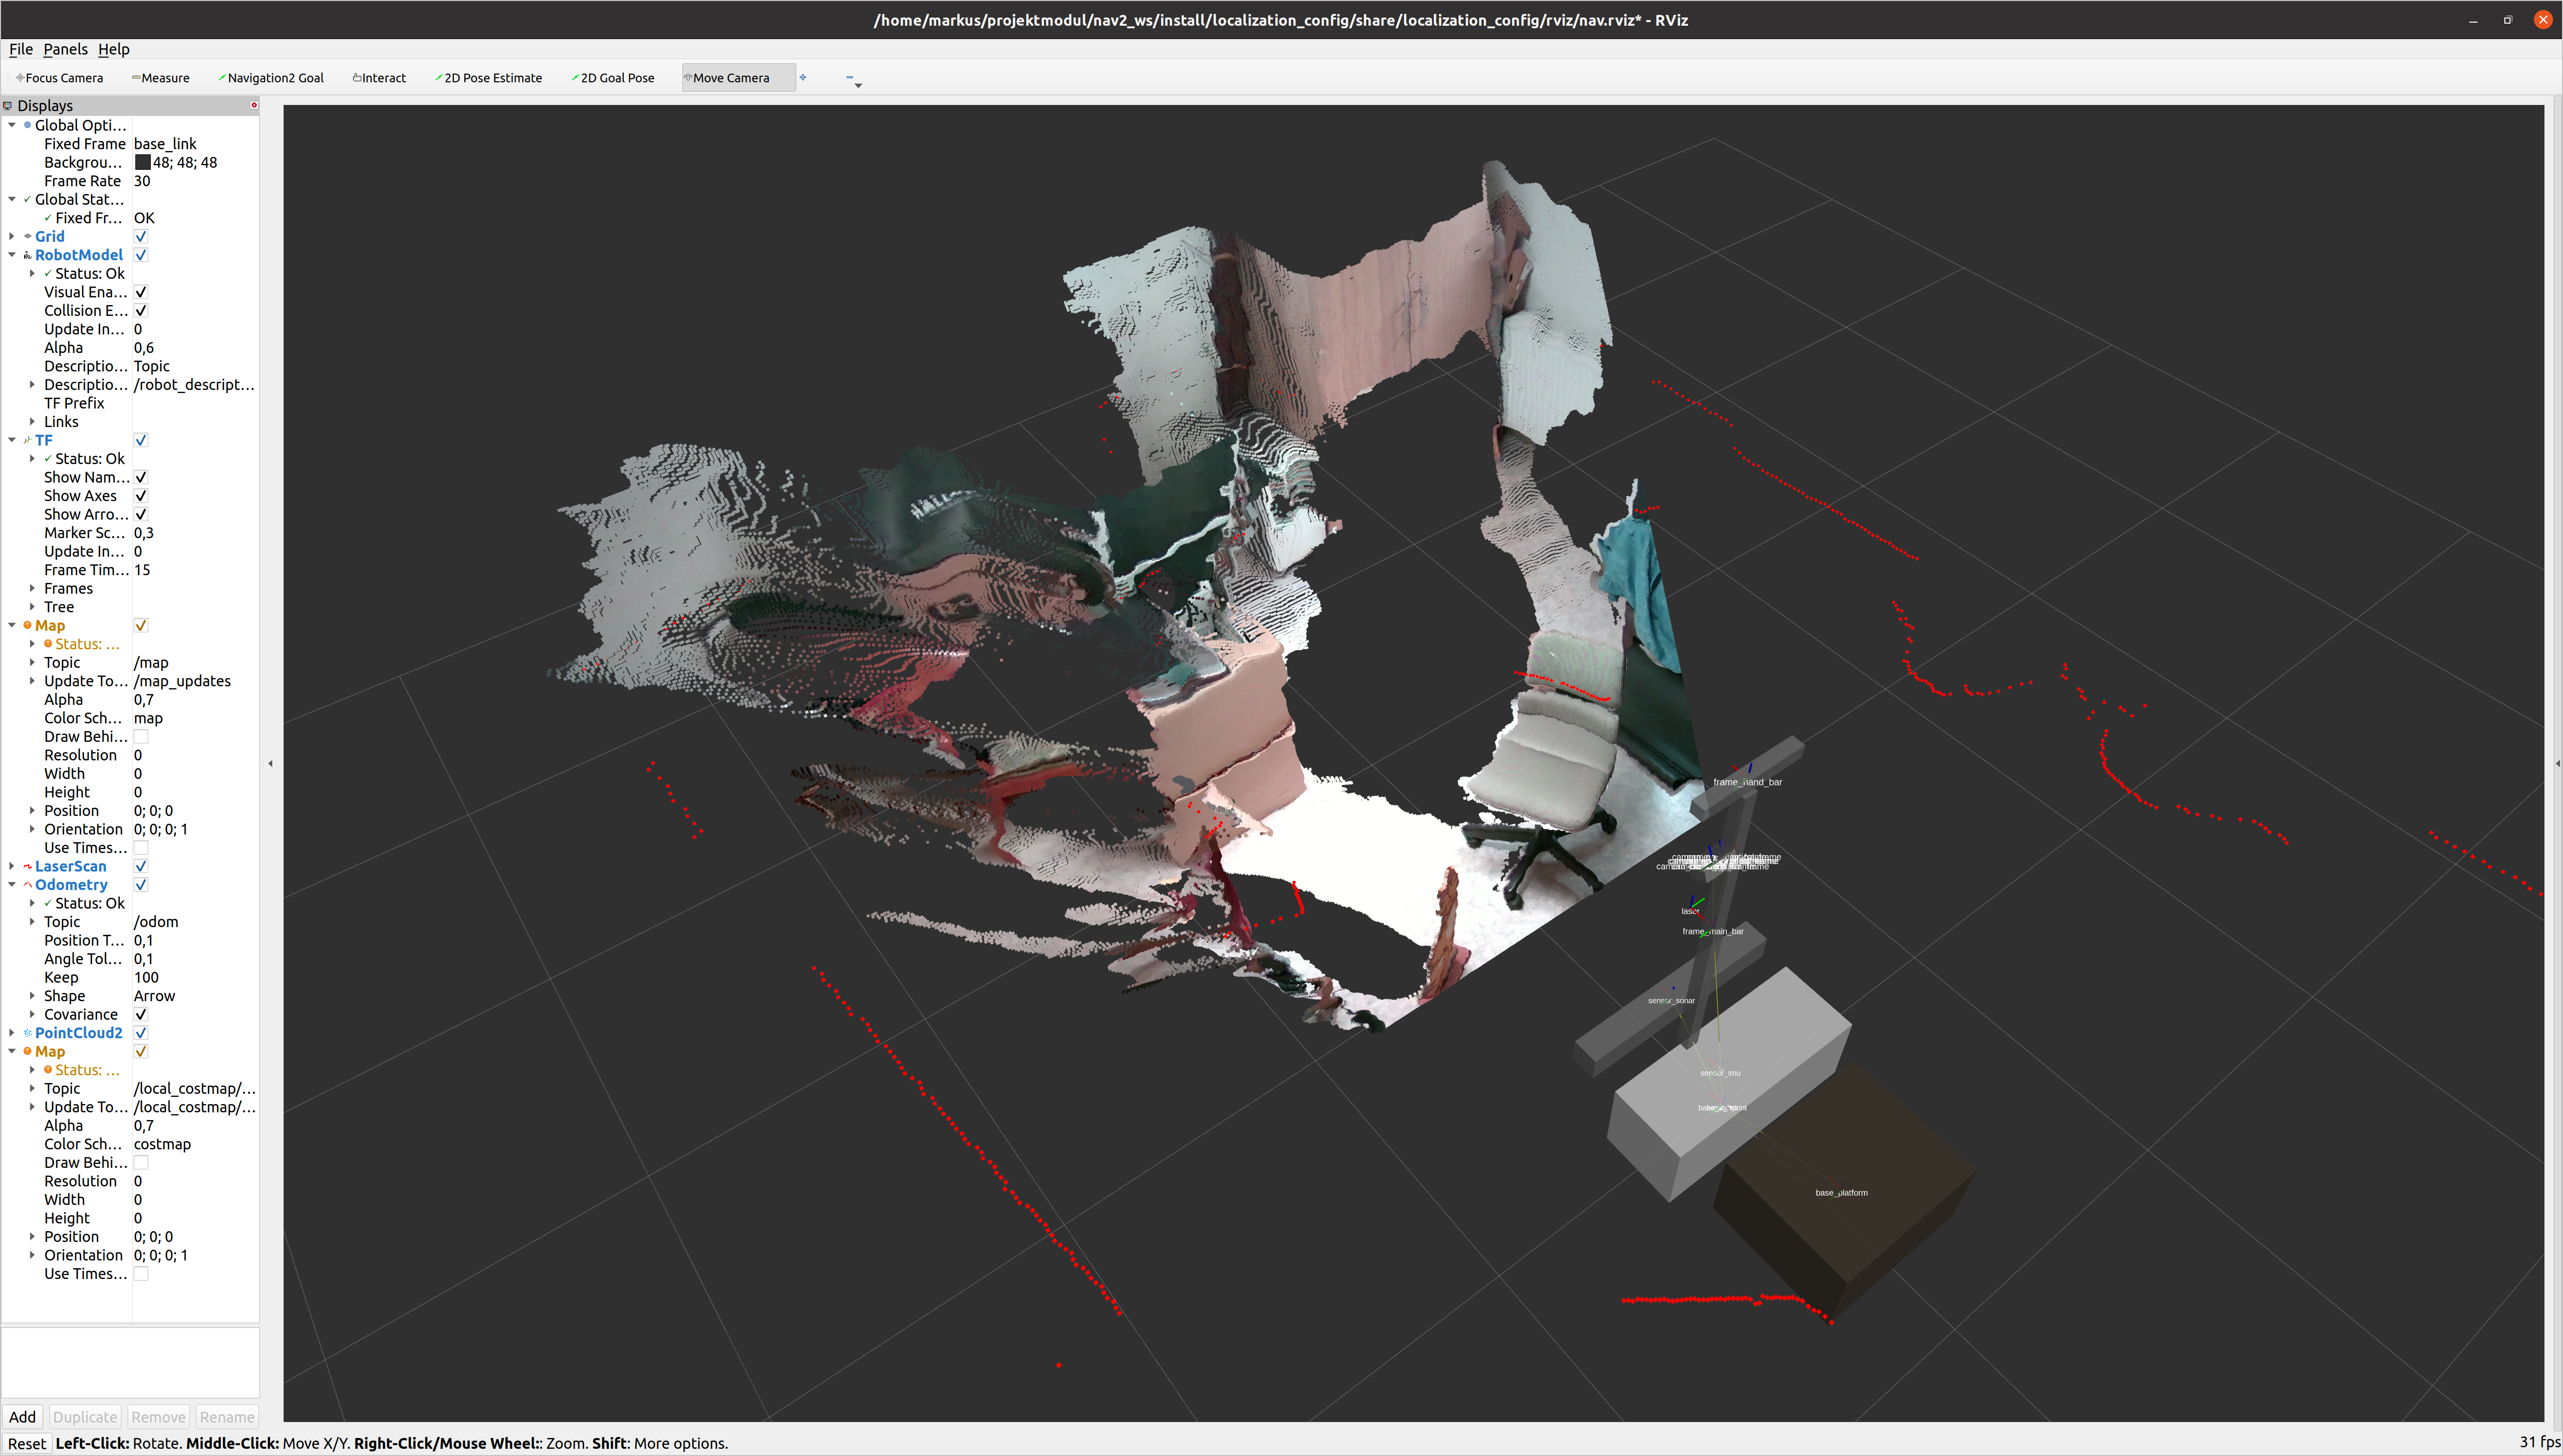 /home/markus/projektmodul/nav2_ws/install/localization_config/share/localization_config/rviz/nav.rviz* - RViz
File Panels Help
Focus Camera Measure Navigation2 Goal Interact 2D Pose Estimate 2D Goal Pose Move Camera
Displays
Global Opti...
Fixed Frame base_link
Backgrou... 48; 48; 48
Frame Rate 30
Global Stat...
Fixed Fr... OK
Grid
RobotModel
Status: Ok
Visual Ena...
Collision E...
Update In... 0
Alpha 0,6
Descriptio... Topic
Descriptio... /robot_descript...
TF Prefix
Links
TF
Status: Ok
Show Nam...
Show Axes
Show Arro...
Marker Sc... 0,3
Update In... 0
Frame Tim... 15
Frames
Tree
Map
Status: ...
Topic /map
Update To... /map_updates
Alpha 0,7
Color Sch... map
Draw Behi...
Resolution 0
Width 0
Height 0
Position 0; 0; 0
Orientation 0; 0; 0; 1
Use Times...
LaserScan
Odometry
Status: Ok
Topic /odom
Position T... 0,1
Angle Tol... 0,1
Keep 100
Shape Arrow
Covariance
PointCloud2
Map
Status: ...
Topic /local_costmap/...
Update To... /local_costmap/...
Alpha 0,7
Color Sch... costmap
Draw Behi...
Resolution 0
Width 0
Height 0
Position 0; 0; 0
Orientation 0; 0; 0; 1
Use Times...
frame_hand_bar
laser
frame_main_bar
sensor_sonar
sensor_imu
base_platform
Add Duplicate Remove Rename
Reset Left-Click: Rotate. Middle-Click: Move X/Y. Right-Click/Mouse Wheel:: Zoom. Shift: More options.
31 fps